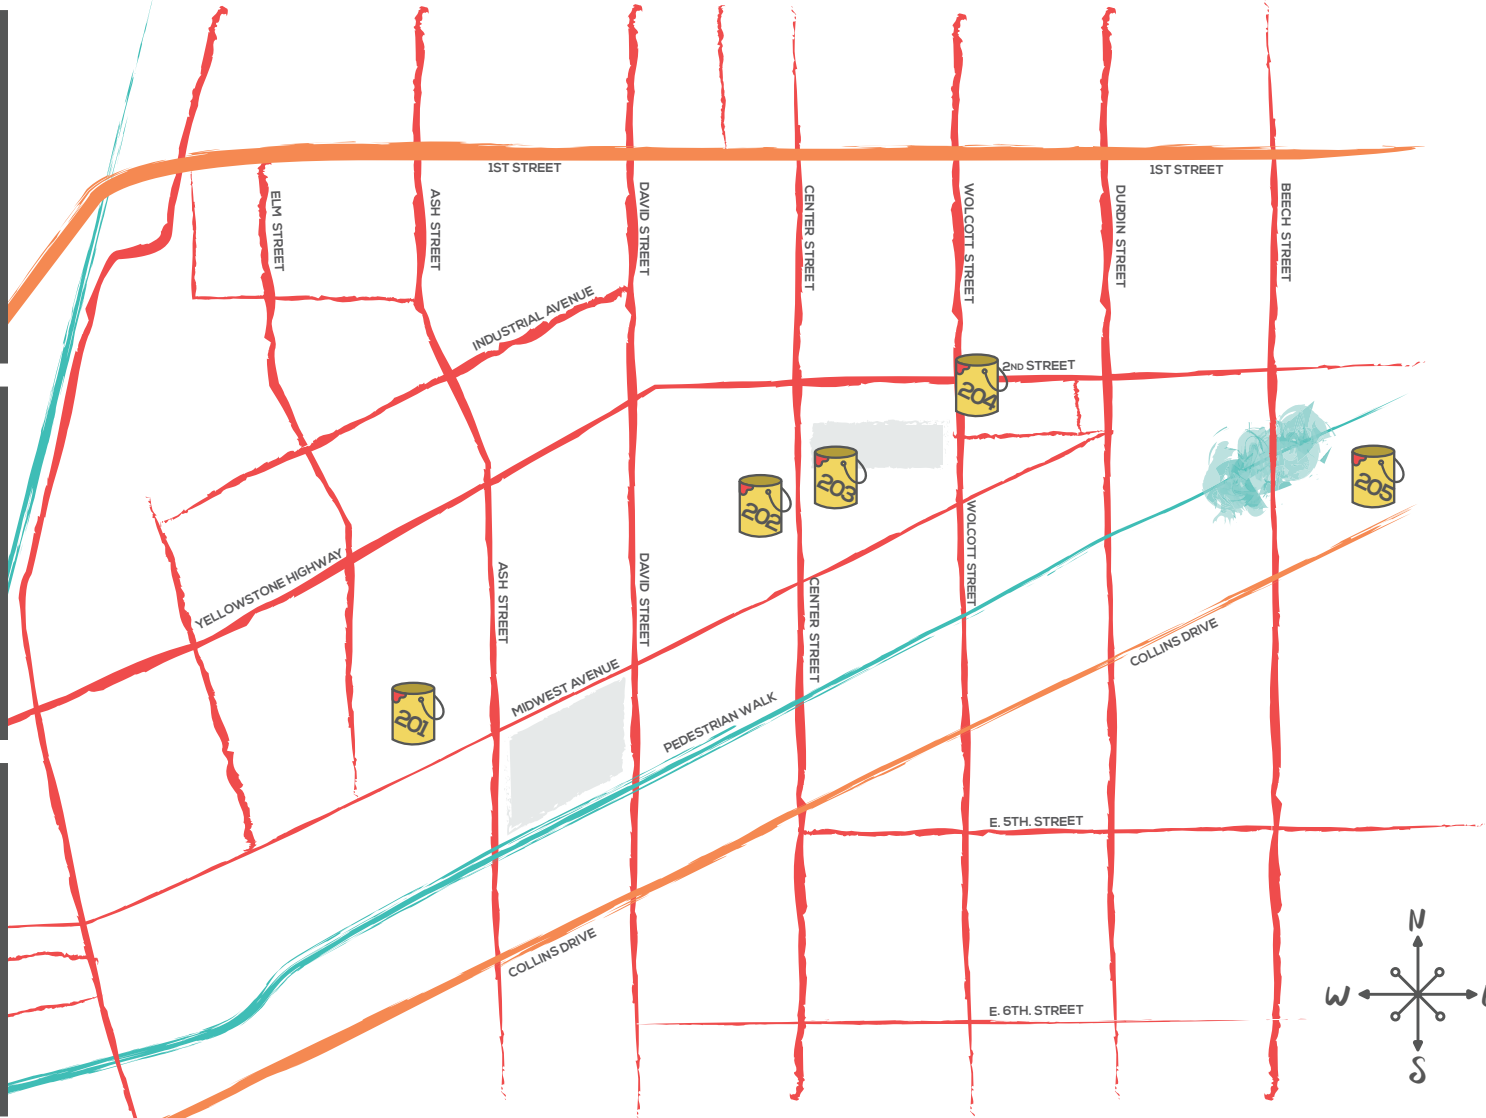 1ST STREET
1ST STREET
ELM STREET
ASH STREET
DAVID STREET
CENTER STREET
WOLCOTT STREET
DURDIN STREET
BEECH STREET
INDUSTRIAL AVENUE
2ND STREET
204
203
202
205
YELLOWSTONE HIGHWAY
ASH STREET
DAVID STREET
CENTER STREET
WOLCOTT STREET
COLLINS DRIVE
MIDWEST AVENUE
201
PEDESTRIAN WALK
E. 5TH. STREET
COLLINS DRIVE
E. 6TH. STREET
N
W
S